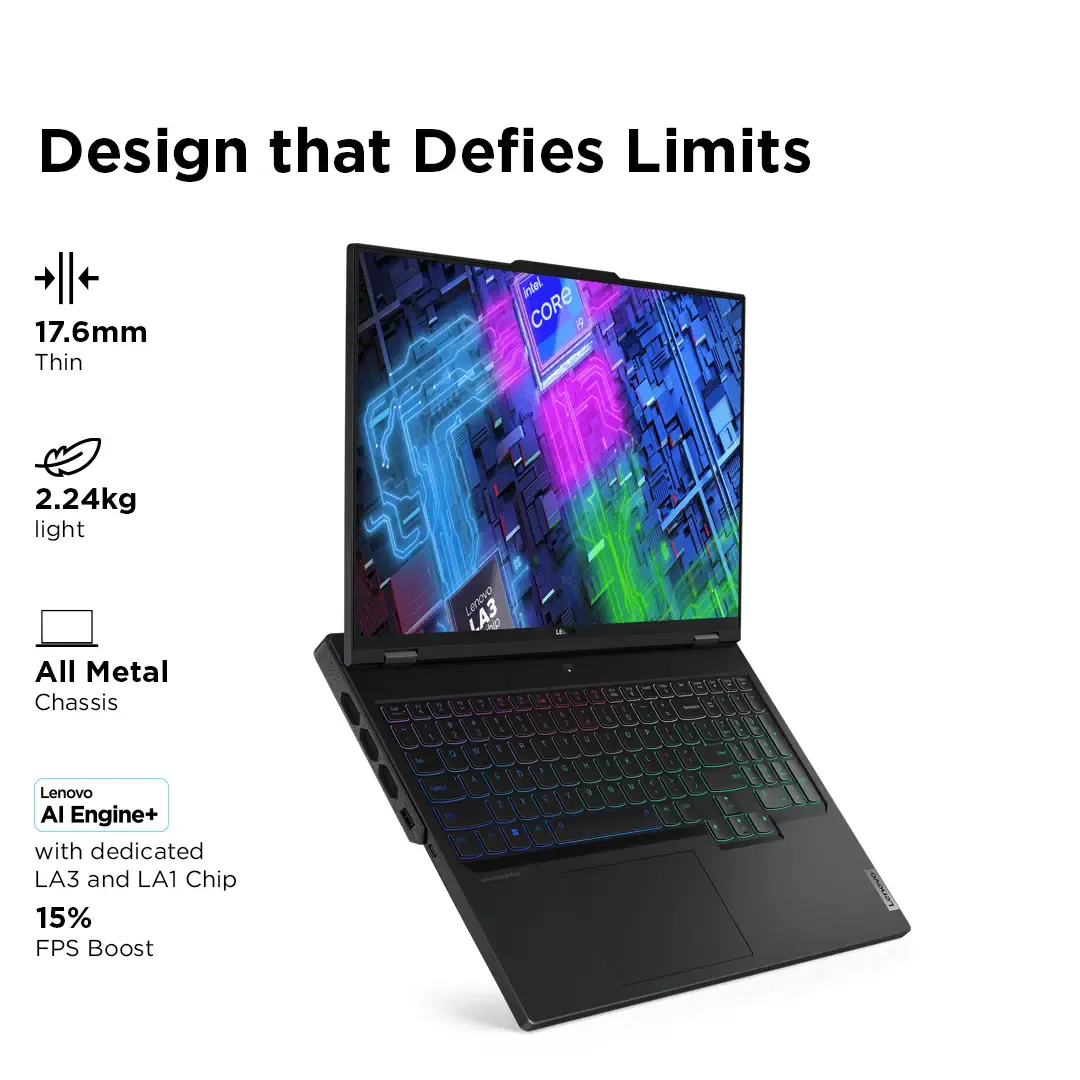 Design that Defies Limits
17.6mm
Thin
2.24kg
light
All Metal
Chassis
Lenovo
AI Engine+
with dedicated
LA3 and LA1 Chip
15%
FPS Boost
intel.
CORE
i9
Lenovo
LA3
Lenovo